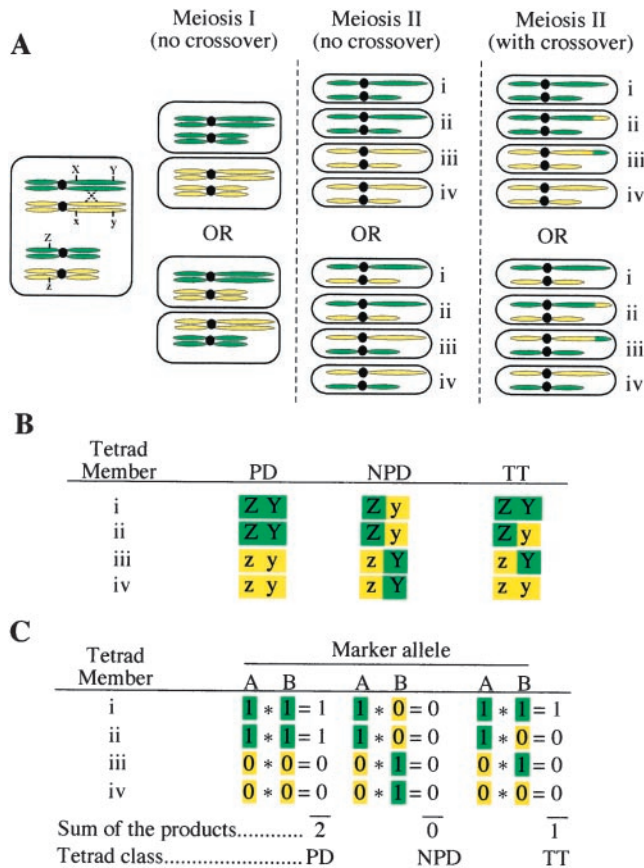 A
Meiosis I
(no crossover)
Meiosis II
(no crossover)
Meiosis II
(with crossover)
X Y
x y
Z
z
OR
i
ii
iii
iv
OR
i
ii
iii
iv
i
ii
iii
iv
OR
i
ii
iii
iv
B
Tetrad
Member PD NPD TT
i Z Y Z y Z Y
ii Z Y Z y Z y
iii z y z Y z Y
iv z y z Y z y
C
Marker allele
Tetrad
Member A B A B A B
i 1 * 1 = 1 1 * 0 = 0 1 * 1 = 1
ii 1 * 1 = 1 1 * 0 = 0 1 * 0 = 0
iii 0 * 0 = 0 0 * 1 = 0 0 * 1 = 0
iv 0 * 0 = 0 0 * 1 = 0 0 * 0 = 0
Sum of the products............ 2 0 1
Tetrad class....................... PD NPD TT